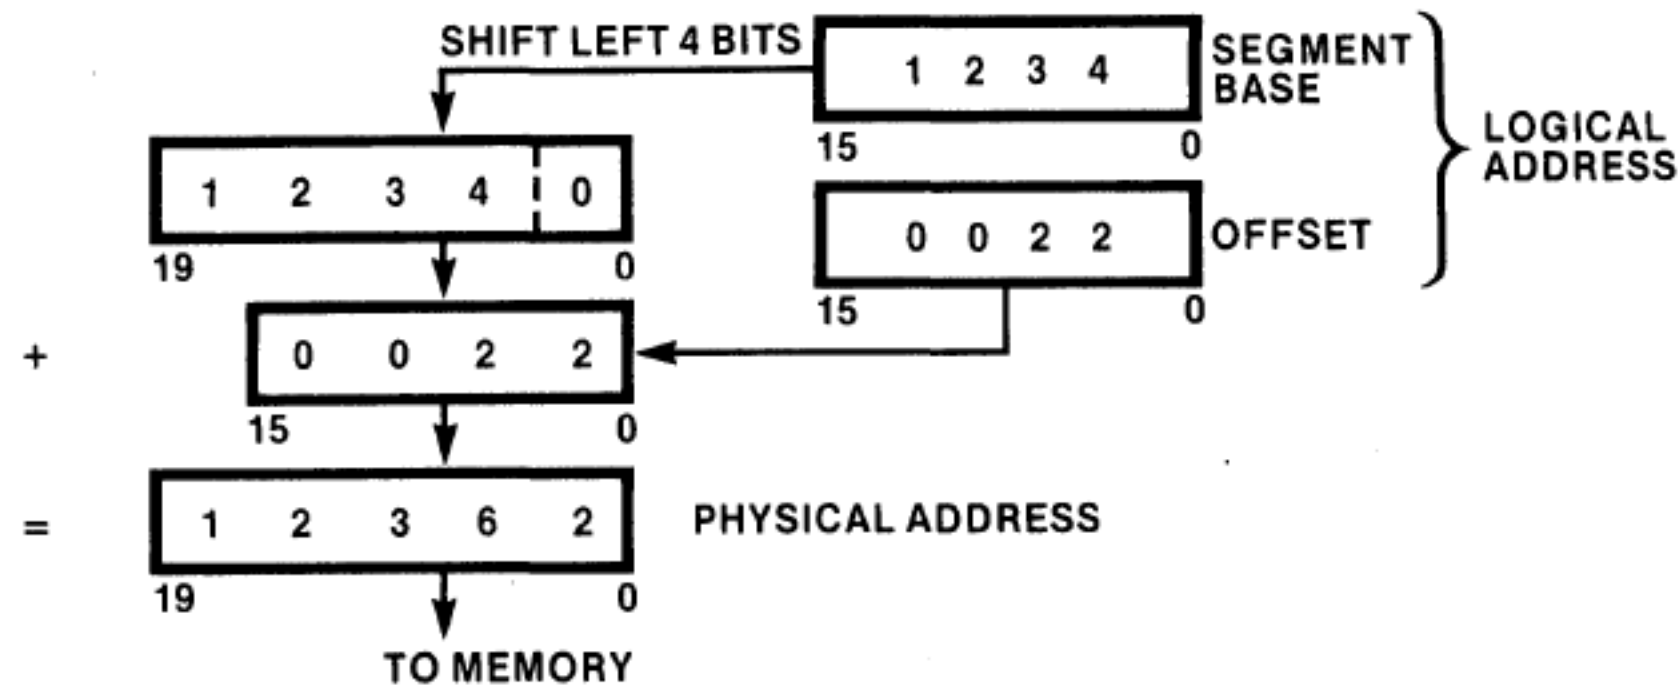 SHIFT LEFT 4 BITS
1 2 3 4
SEGMENT
BASE
15 0
LOGICAL
ADDRESS
1 2 3 4 0
19 0
0 0 2 2
OFFSET
15 0
+
0 0 2 2
15 0
=
1 2 3 6 2
PHYSICAL ADDRESS
19 0
TO MEMORY